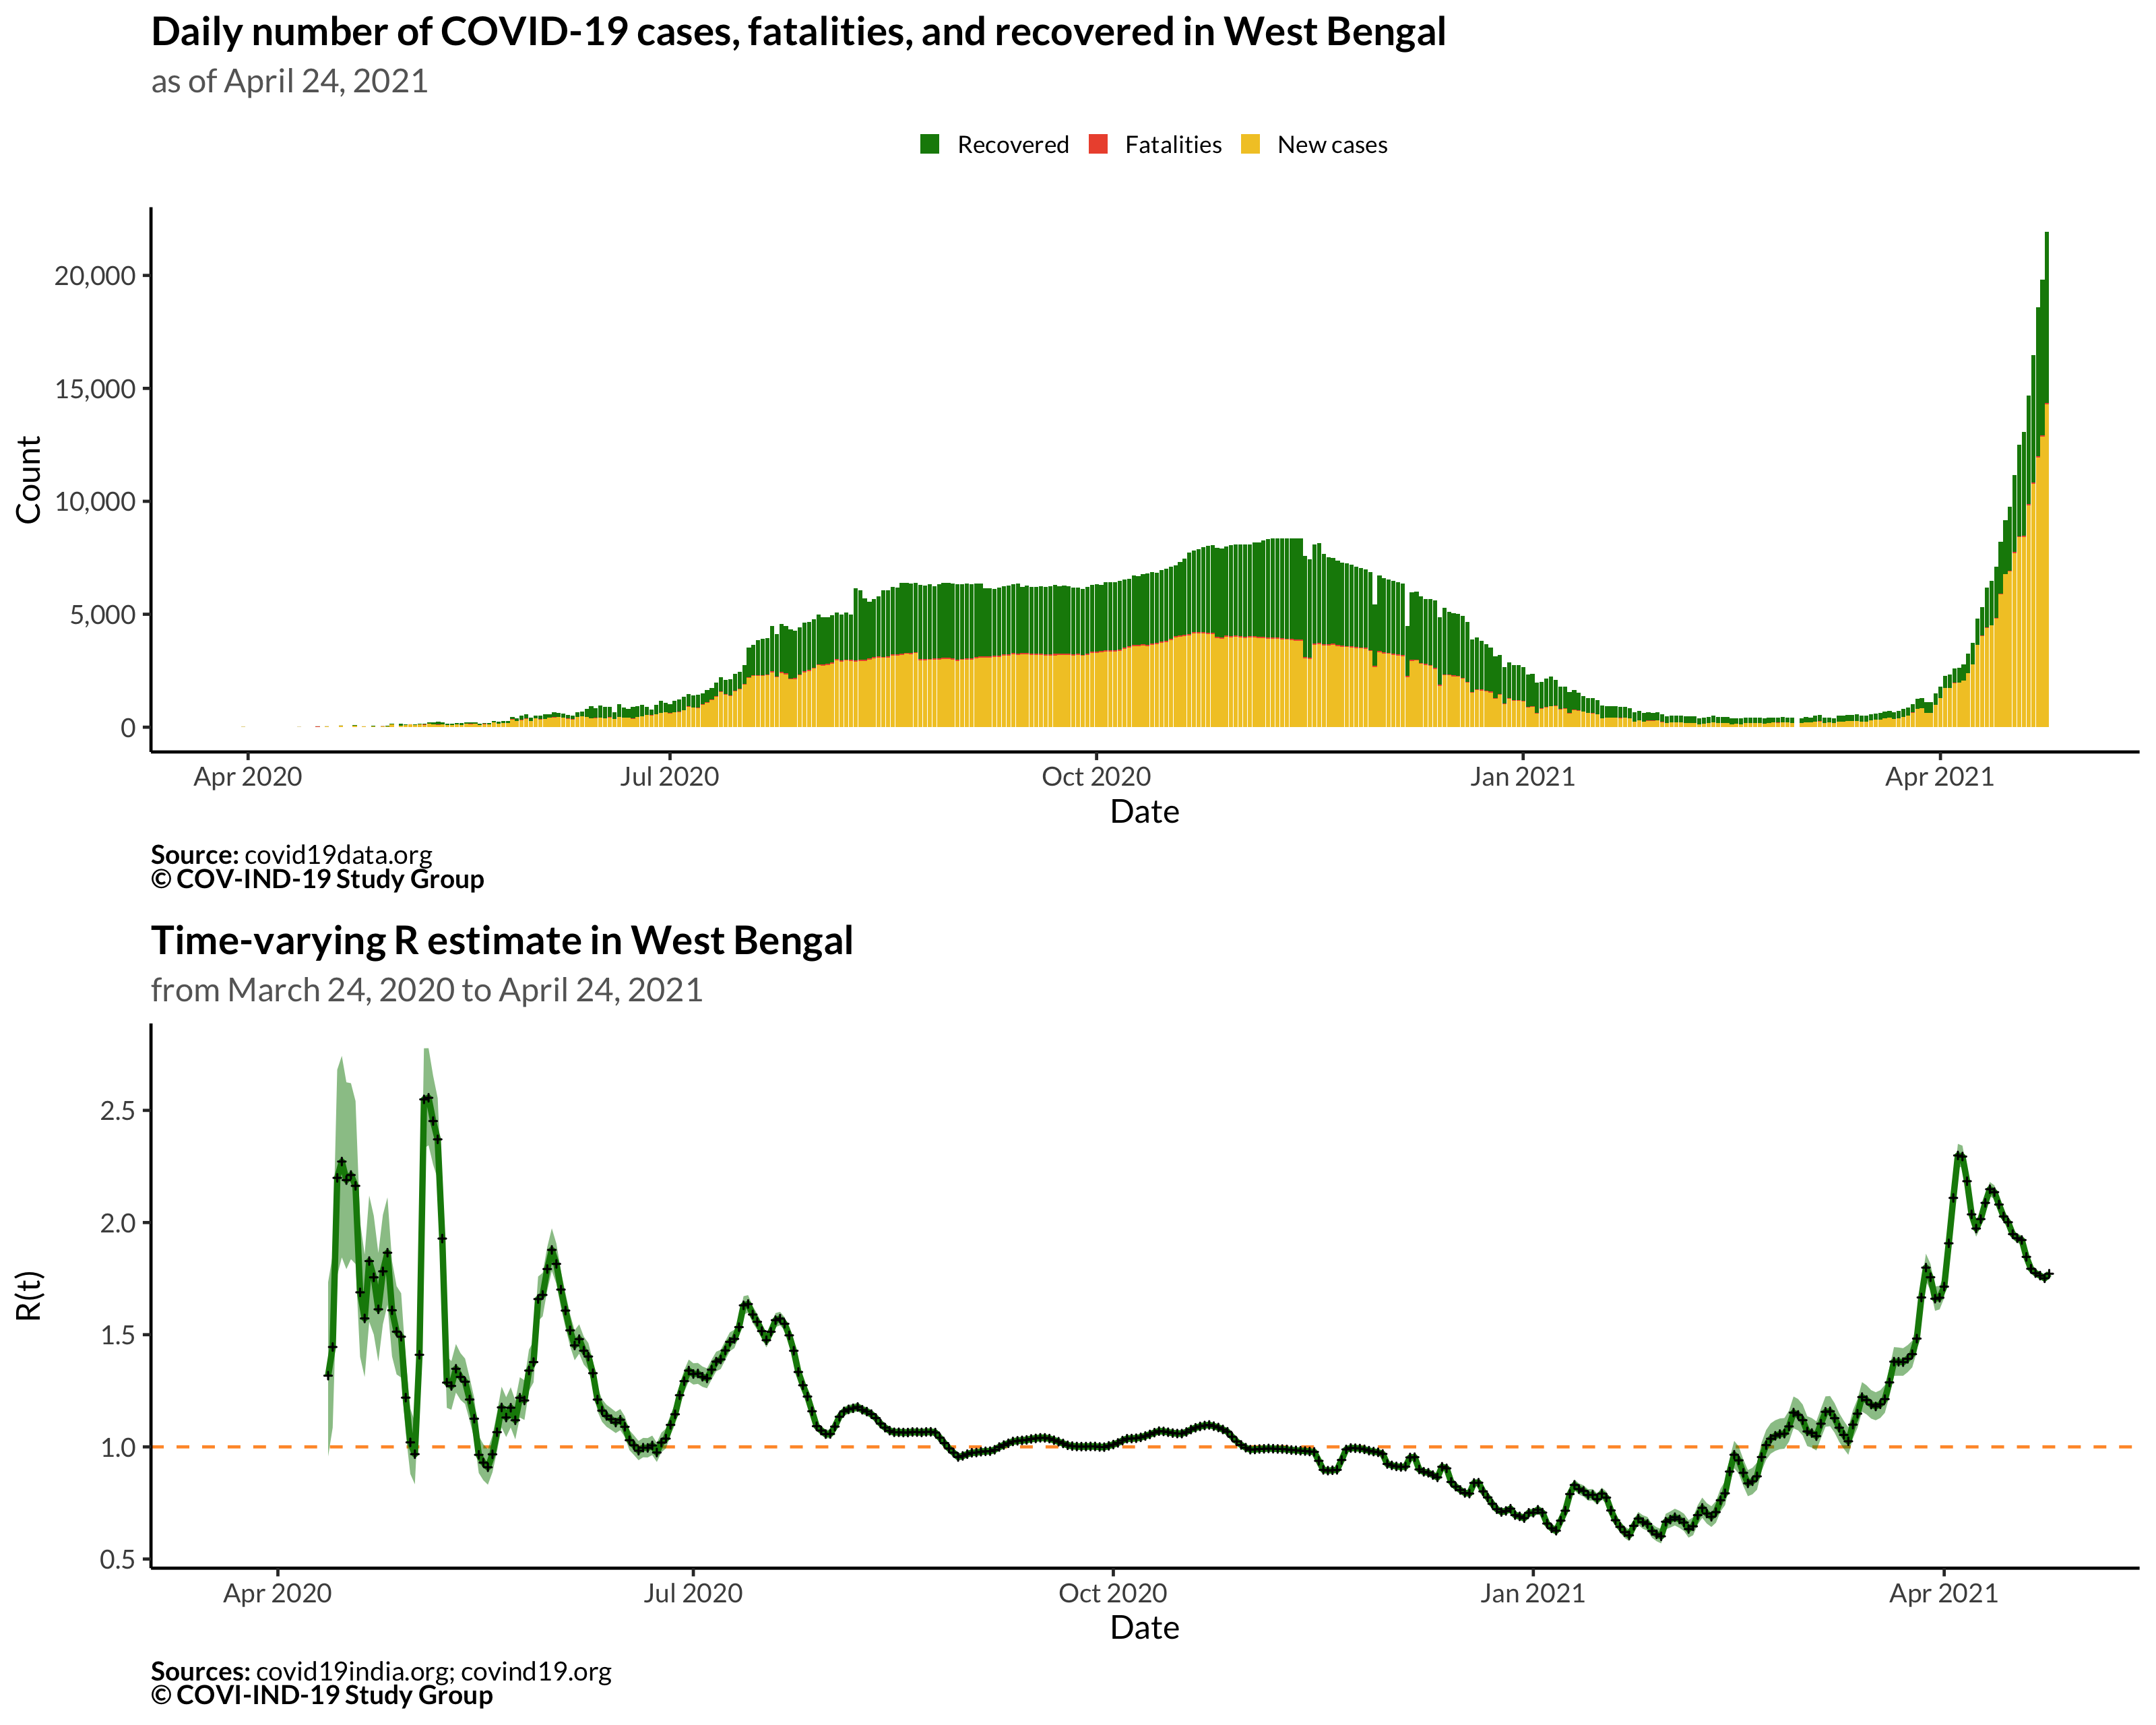 Daily number of COVID-19 cases, fatalities, and recovered in West Bengal
as of April 24, 2021
Recovered Fatalities New cases
Count
20,000
15,000
10,000
5,000
0
Apr 2020 Jul 2020 Oct 2020 Jan 2021 Apr 2021
Date
Source: covid19data.org
© COV-IND-19 Study Group
Time-varying R estimate in West Bengal
from March 24, 2020 to April 24, 2021
R(t)
2.5
2.0
1.5
1.0
0.5
Apr 2020 Jul 2020 Oct 2020 Jan 2021 Apr 2021
Date
Sources: covid19india.org; covind19.org
© COVI-IND-19 Study Group